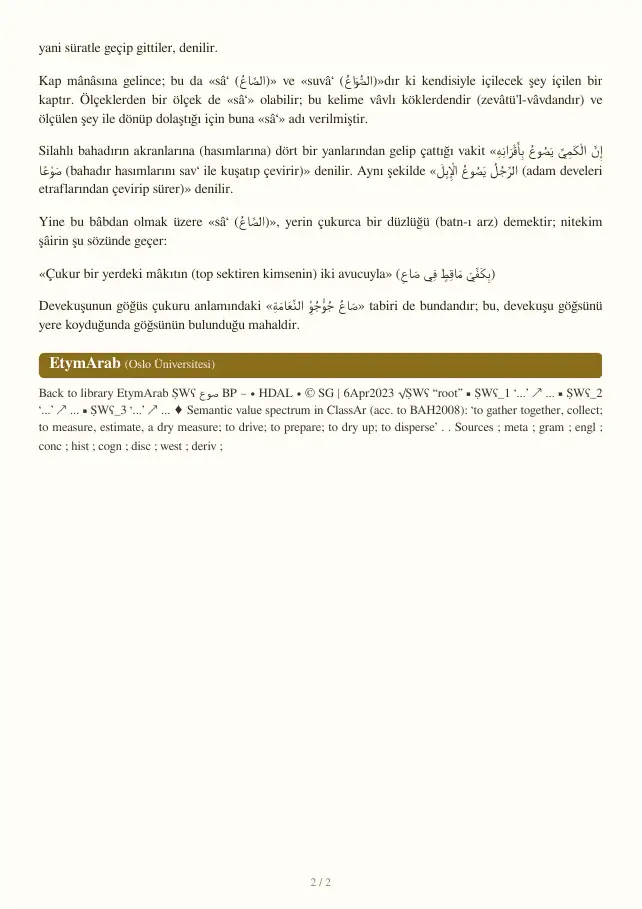 yani süratle geçip gittiler, denilir.
Kap mânâsına gelince; bu da «sâ‘ (الصَّاعُ)» ve «suvâ‘ (الصُّوَاعُ)»dır ki kendisiyle içilecek şey içilen bir
kaptır. Ölçeklerden bir ölçek de «sâ‘» olabilir; bu kelime vâvlı köklerdendir (zevâtü'l-vâvdandır) ve
ölçülen şey ile dönüp dolaştığı için buna «sâ‘» adı verilmiştir.
Silahlı bahadırın akranlarına (hasımlarına) dört bir yanlarından gelip çattığı vakit «إِنَّ الْكَمِيَّ يَصُوعُ بِأَقْرَانِهِ
صَوْعًا (bahadır hasımlarını sav‘ ile kuşatıp çevirir)» denilir. Aynı şekilde «الرَّجُلُ يَصُوعُ الْإِبِلَ (adam develeri
etraflarından çevirip sürer)» denilir.
Yine bu bâbdan olmak üzere «sâ‘ (الصَّاعُ)», yerin çukurca bir düzlüğü (batn-ı arz) demektir; nitekim
şâirin şu sözünde geçer:
«Çukur bir yerdeki mâkıtın (top sektiren kimsenin) iki avucuyla» (بِكَفَّيْ مَاقِطٍ فِي صَاعِ)
Devekuşunun göğüs çukuru anlamındaki «صَاعُ جُؤْجُؤِ النَّعَامَةِ» tabiri de bundandır; bu, devekuşu göğsünü
yere koyduğunda göğsünün bulunduğu mahaldir.
EtymArab (Oslo Üniversitesi)
Back to library EtymArab ṢWʕ صوع BP – • HDAL • © SG | 6Apr2023 √ṢWʕ “root” ▪ ṢWʕ_1 ‘...’ ↗ ... ▪ ṢWʕ_2
‘...’ ↗ ... ▪ ṢWʕ_3 ‘...’ ↗ ... ♦ Semantic value spectrum in ClassAr (acc. to BAH2008): ‘to gather together, collect;
to measure, estimate, a dry measure; to drive; to prepare; to dry up; to disperse’ . . Sources ; meta ; gram ; engl ;
conc ; hist ; cogn ; disc ; west ; deriv ;
2 / 2